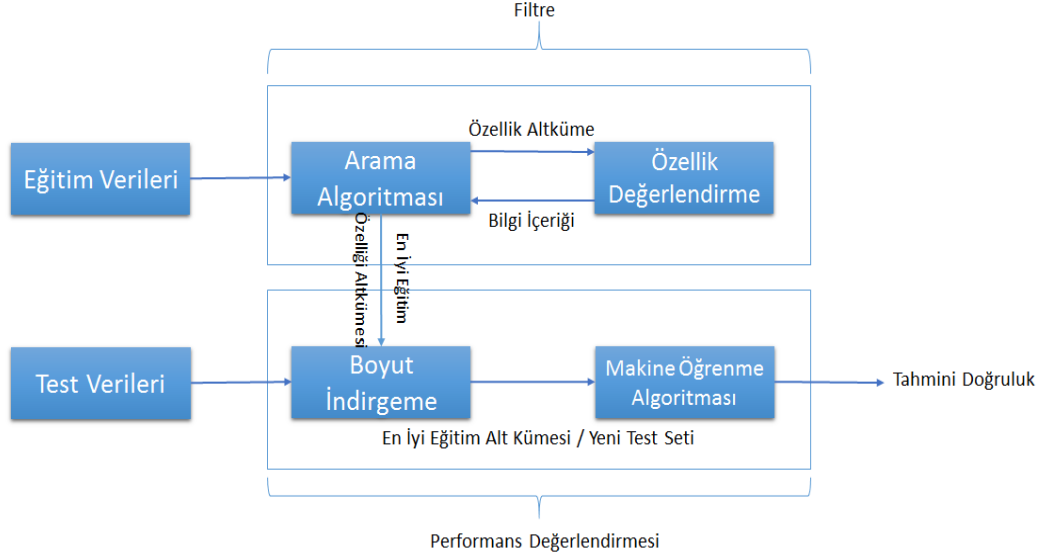 Filtre
Özellik Altküme
Eğitim Verileri
Arama
Algoritması
Özellik
Değerlendirme
Bilgi İçeriği
En İyi Eğitim
Özelliği Altkümesi
Test Verileri
Boyut
İndirgeme
Makine Öğrenme
Algoritması
Tahmini Doğruluk
En İyi Eğitim Alt Kümesi / Yeni Test Seti
Performans Değerlendirmesi